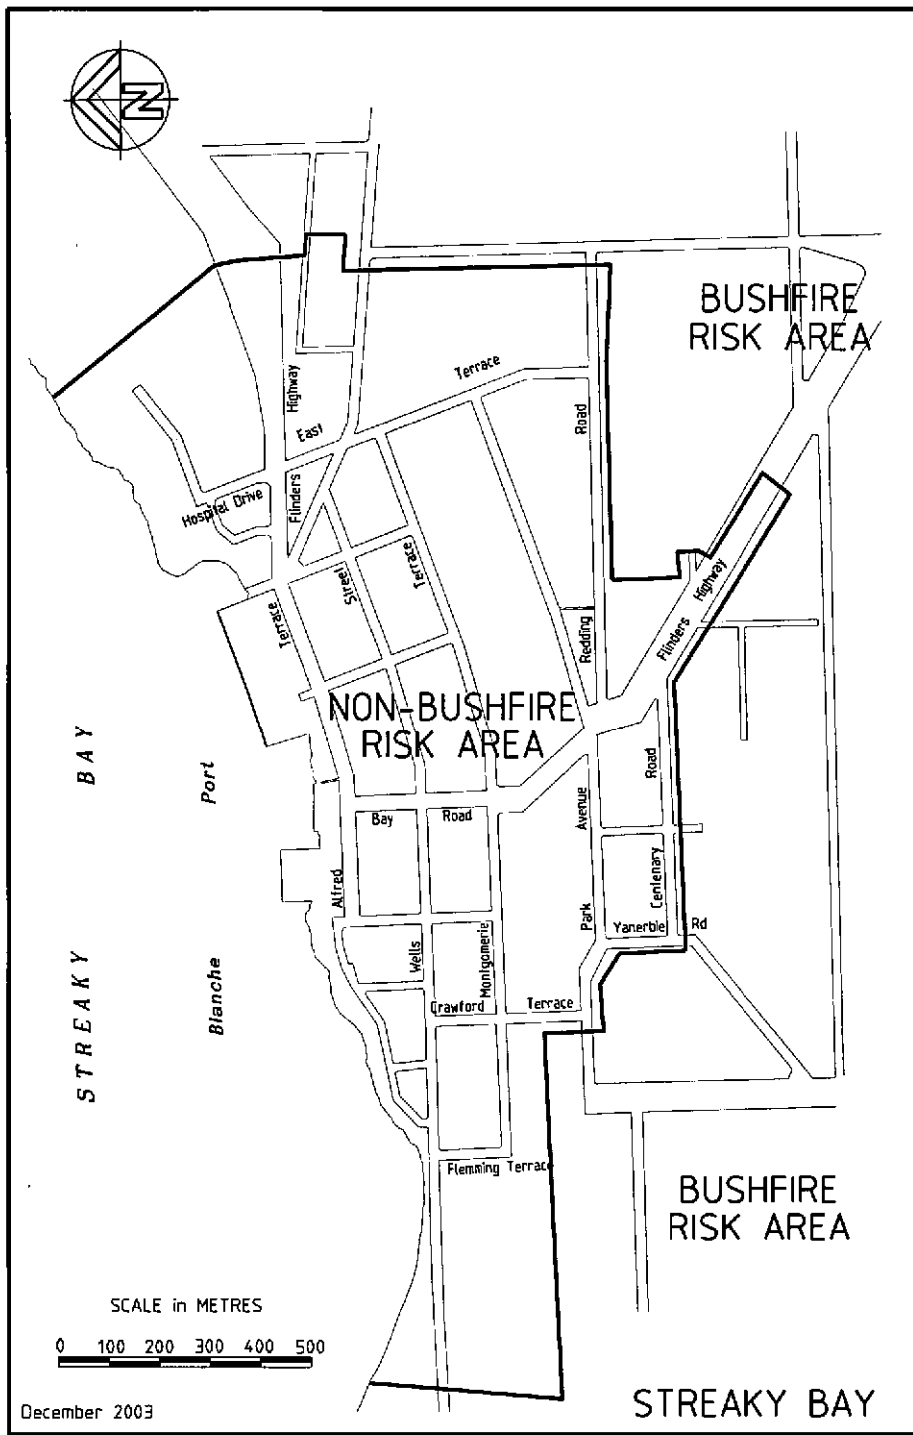 N
BUSHFIRE
RISK AREA
Terrace
Highway
East
Road
Flinders
Hospital Drive
Terrace
Street
Terrace
Highway
Flinders
Redding
NON-BUSHFIRE
RISK AREA
STREAKY BAY
Port
Blanche
Road
Avenue
Bay
Road
Alfred
Centenary
Park
Yanerbie
Rd
Wells
Montgomerie
Crawford
Terrace
Flemming Terrace
BUSHFIRE
RISK AREA
SCALE in METRES
0 100 200 300 400 500
December 2003
STREAKY BAY